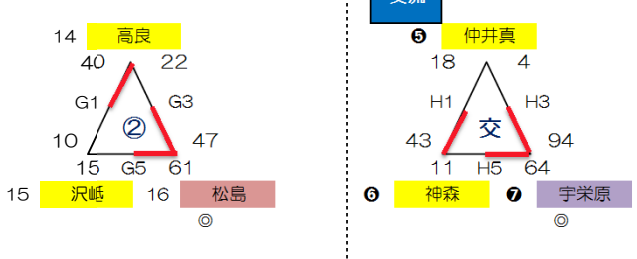 14 高良
40 22
G1 G3
②
10 47
15 G5 61
15 沢岻 16 松島
◎
❺ 仲井真
18 4
H1 H3
交
43 94
11 H5 64
❻ 神森 ❼ 宇栄原
◎